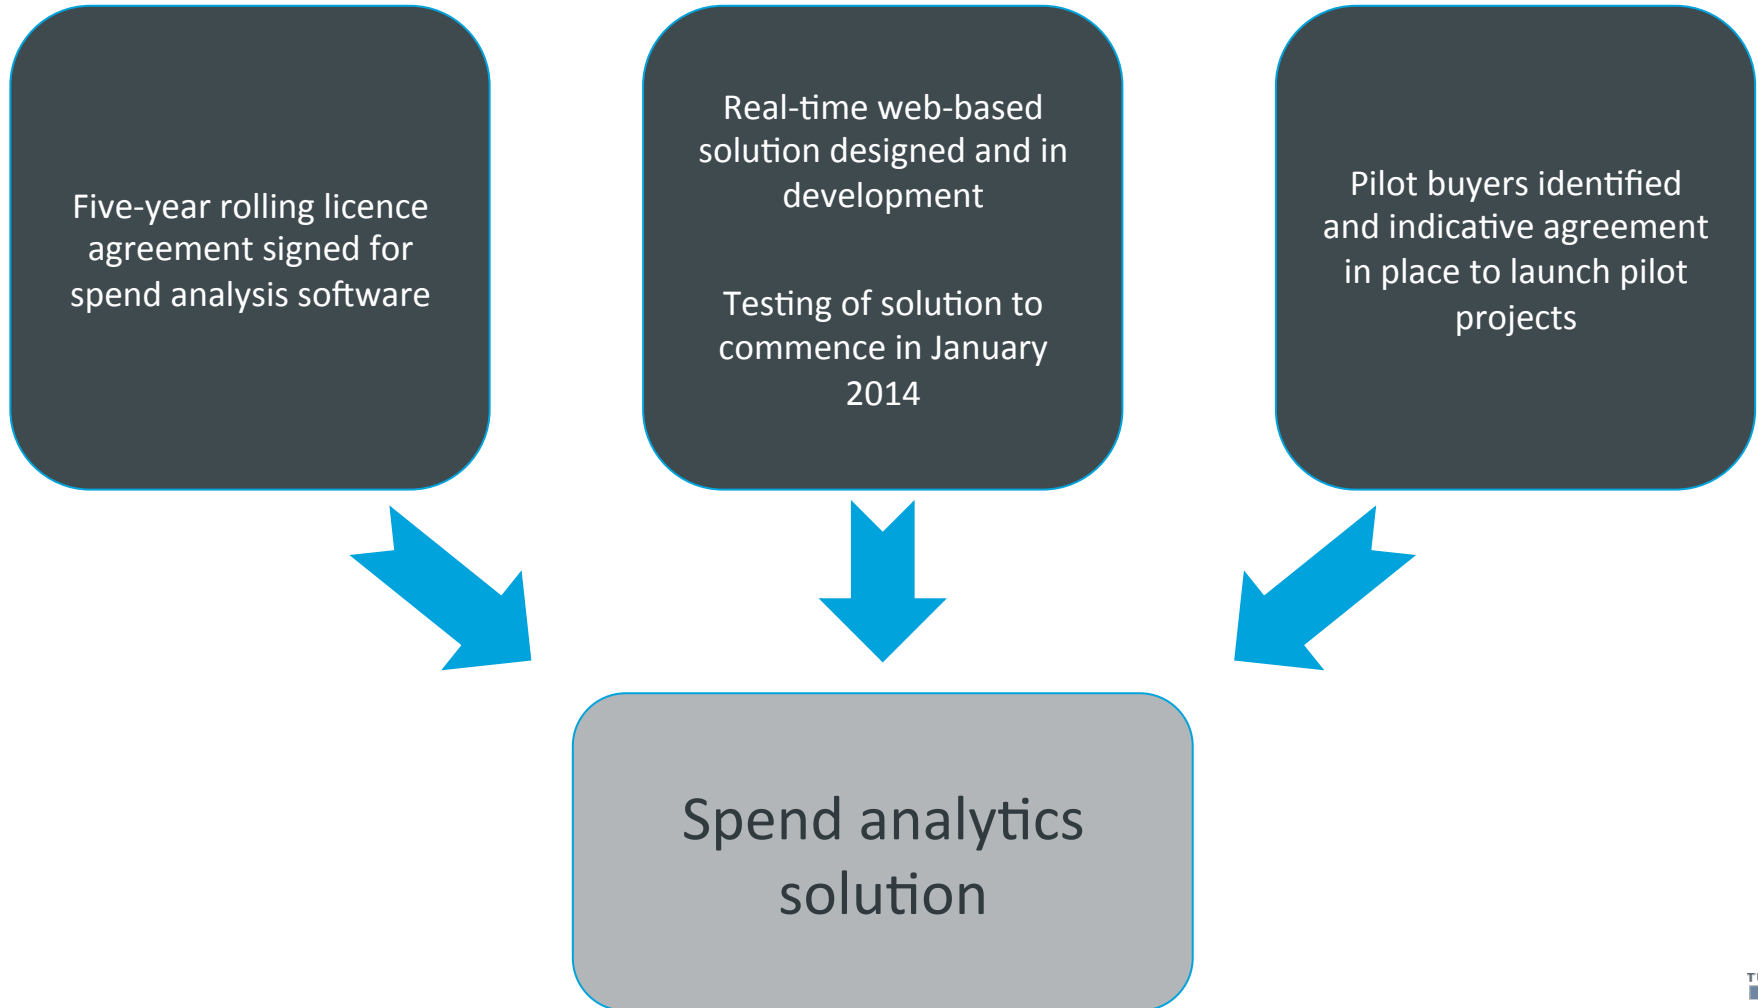 Five-year rolling licence
agreement signed for
spend analysis software
Real-time web-based
solution designed and in
development
Testing of solution to
commence in January
2014
Pilot buyers identified
and indicative agreement
in place to launch pilot
projects
Spend analytics
solution